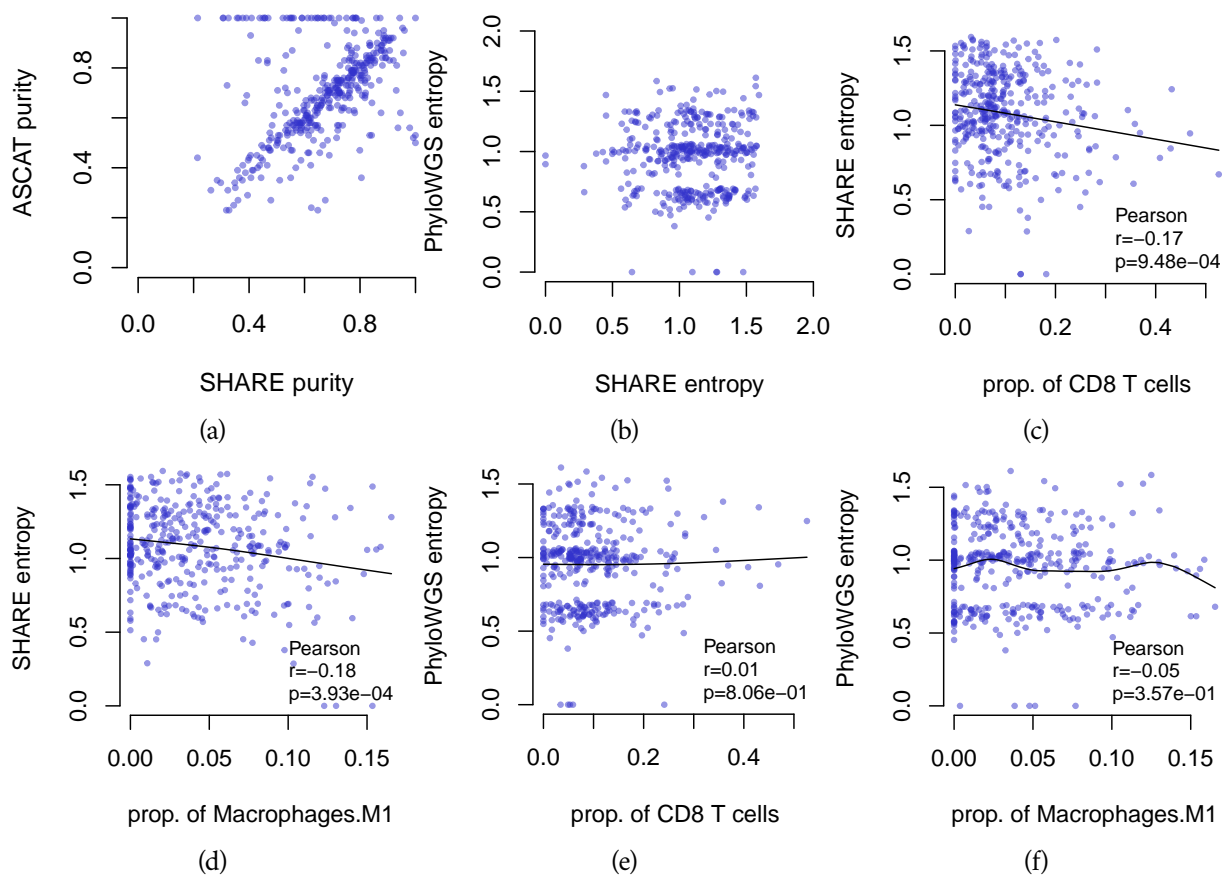 ASCAT purity
0.0 0.4 0.8
0.0 0.4 0.8
SHARE purity
(a)
PhyloWGS entropy
0.0 0.5 1.0 1.5 2.0
0.0 0.5 1.0 1.5 2.0
SHARE entropy
(b)
SHARE entropy
0.0 0.5 1.0 1.5
Pearson
r=−0.17
p=9.48e−04
0.0 0.2 0.4
prop. of CD8 T cells
(c)
SHARE entropy
0.0 0.5 1.0 1.5
Pearson
r=−0.18
p=3.93e−04
0.00 0.05 0.10 0.15
prop. of Macrophages.M1
(d)
PhyloWGS entropy
0.0 0.5 1.0 1.5
Pearson
r=0.01
p=8.06e−01
0.0 0.2 0.4
prop. of CD8 T cells
(e)
PhyloWGS entropy
0.0 0.5 1.0 1.5
Pearson
r=−0.05
p=3.57e−01
0.00 0.05 0.10 0.15
prop. of Macrophages.M1
(f)